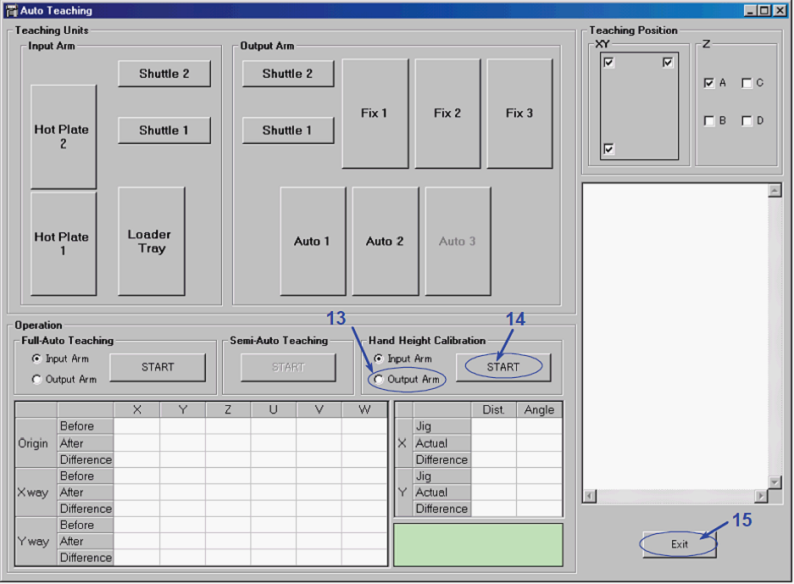 Auto Teaching
Teaching Units
Input Arm
Shuttle 2
Shuttle 1
Hot Plate
2
Hot Plate
1
Loader
Tray
Output Arm
Shuttle 2
Shuttle 1
Fix 1
Fix 2
Fix 3
Auto 1
Auto 2
Auto 3
Teaching Position
XY
Z
A
C
B
D
Operation
Full-Auto Teaching
Input Arm
Output Arm
START
Semi-Auto Teaching
START
13
14
Hand Height Calibration
Input Arm
Output Arm
START
X Y Z U V W
Origin
Before
After
Difference
X way
Before
After
Difference
Y way
Before
After
Difference
Dist. Angle
X
Jig
Actual
Difference
Y
Jig
Actual
Difference
15
Exit